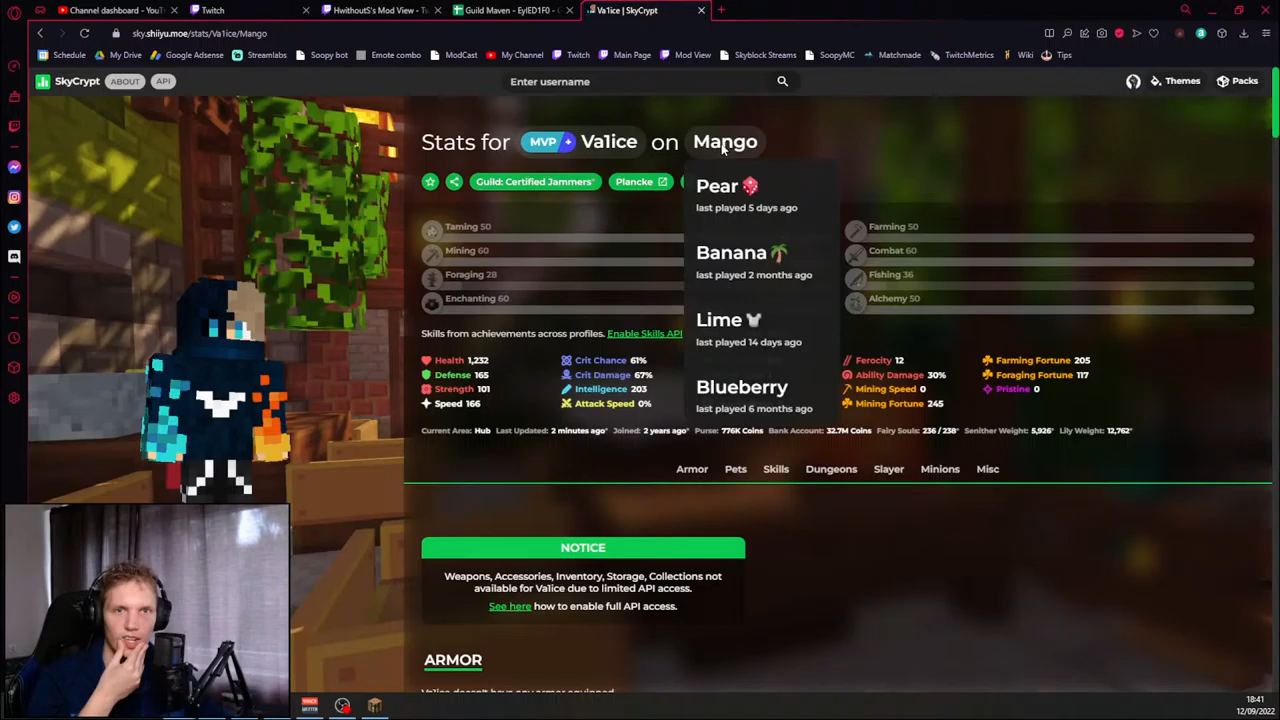 Channel dashboard - YouT
Twitch
HwithoutS's Mod View - Tw
Guild Maven - EyIED1F0 - G
Va1ice | SkyCrypt
sky.shiiyu.moe/stats/Va1ice/Mango
Schedule
My Drive
Google Adsense
Streamlabs
Soopy bot
Emote combo
ModCast
My Channel
Twitch
Main Page
Mod View
Skyblock Streams
SoopyMC
Matchmade
TwitchMetrics
Wiki
Tips
SkyCrypt
ABOUT
API
Enter username
Themes
Packs
Stats for MVP + Va1ice on Mango
Guild: Certified Jammers*
Plancke
Pear
last played 5 days ago
Banana
last played 2 months ago
Lime
last played 14 days ago
Blueberry
last played 6 months ago
Taming 50
Mining 60
Foraging 28
Enchanting 60
Farming 50
Combat 60
Fishing 36
Alchemy 50
Skills from achievements across profiles. Enable Skills API
Health 1,232
Defense 165
Strength 101
Speed 166
Crit Chance 61%
Crit Damage 67%
Intelligence 203
Attack Speed 0%
Ferocity 12
Ability Damage 30%
Mining Speed 0
Mining Fortune 245
Farming Fortune 205
Foraging Fortune 117
Pristine 0
Current Area: Hub Last Updated: 2 minutes ago* Joined: 2 years ago* Purse: 776K Coins Bank Account: 32.7M Coins Fairy Souls: 236 / 238* Senither Weight: 5,926* Lily Weight: 12,762*
Armor
Pets
Skills
Dungeons
Slayer
Minions
Misc
NOTICE
Weapons, Accessories, Inventory, Storage, Collections not
available for Va1ice due to limited API access.
See here how to enable full API access.
ARMOR
Va1ice doesn't have any armor equipped
18:41
12/09/2022